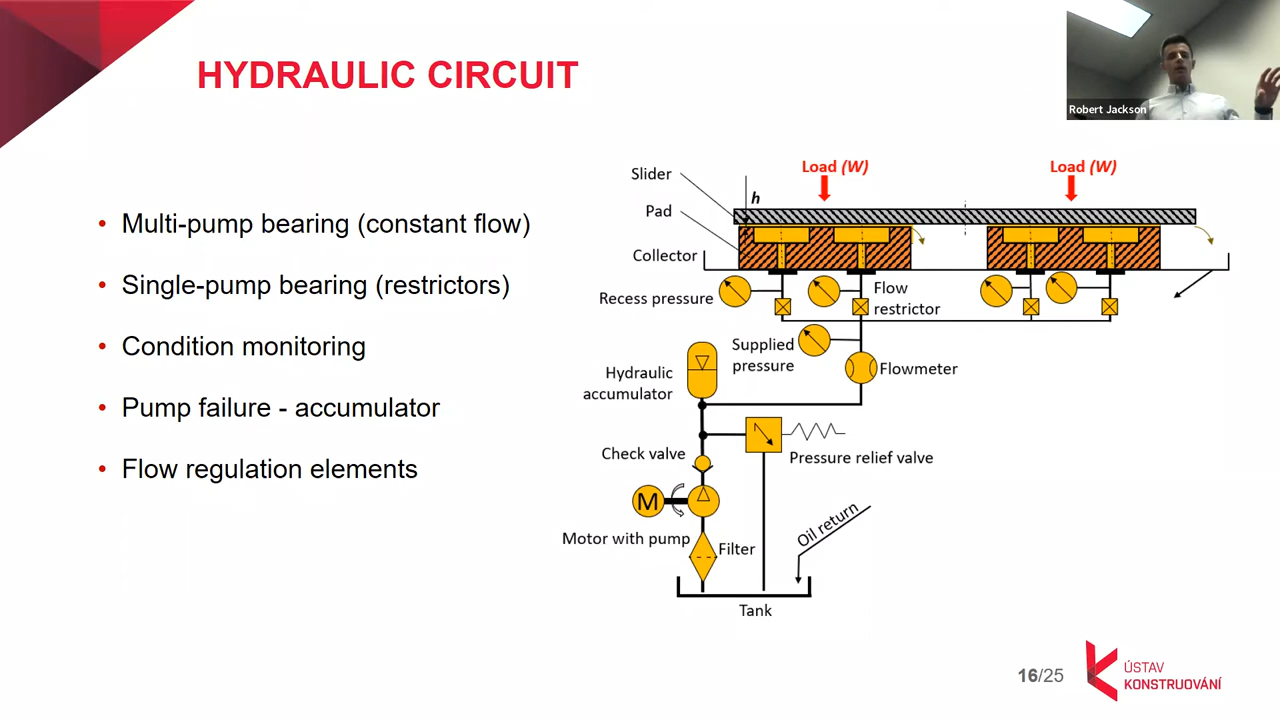 HYDRAULIC CIRCUIT
Robert Jackson
• Multi-pump bearing (constant flow)
• Single-pump bearing (restrictors)
• Condition monitoring
• Pump failure - accumulator
• Flow regulation elements
Load (W)
Load (W)
Slider
h
Pad
Collector
Recess pressure
Flow
restrictor
Supplied
pressure
Flowmeter
Hydraulic
accumulator
Check valve
Pressure relief valve
M
Motor with pump
Filter
Oil return
Tank
16/25
ÚSTAV
KONSTRUOVÁNÍ